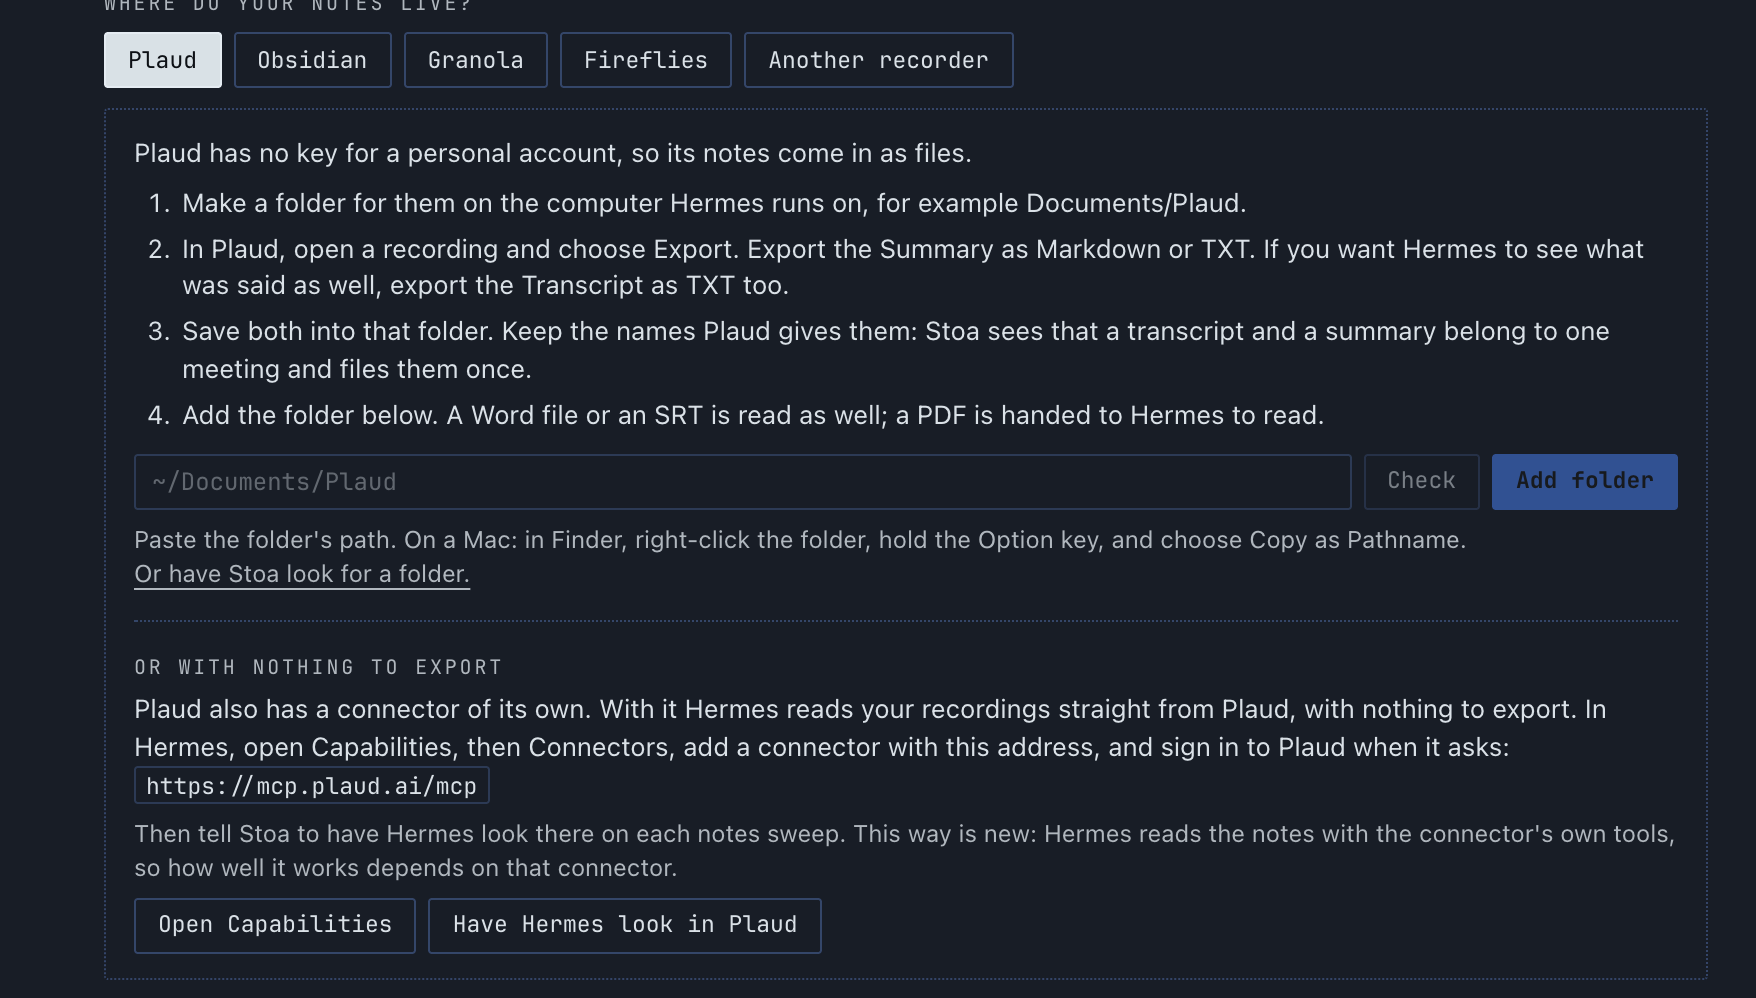 WHERE DO YOUR NOTES LIVE?
Plaud Obsidian Granola Fireflies Another recorder
Plaud has no key for a personal account, so its notes come in as files.
1. Make a folder for them on the computer Hermes runs on, for example Documents/Plaud.
2. In Plaud, open a recording and choose Export. Export the Summary as Markdown or TXT. If you want Hermes to see what
was said as well, export the Transcript as TXT too.
3. Save both into that folder. Keep the names Plaud gives them: Stoa sees that a transcript and a summary belong to one
meeting and files them once.
4. Add the folder below. A Word file or an SRT is read as well; a PDF is handed to Hermes to read.
~/Documents/Plaud Check Add folder
Paste the folder's path. On a Mac: in Finder, right-click the folder, hold the Option key, and choose Copy as Pathname.
Or have Stoa look for a folder.
OR WITH NOTHING TO EXPORT
Plaud also has a connector of its own. With it Hermes reads your recordings straight from Plaud, with nothing to export. In
Hermes, open Capabilities, then Connectors, add a connector with this address, and sign in to Plaud when it asks:
https://mcp.plaud.ai/mcp
Then tell Stoa to have Hermes look there on each notes sweep. This way is new: Hermes reads the notes with the connector's own tools,
so how well it works depends on that connector.
Open Capabilities Have Hermes look in Plaud